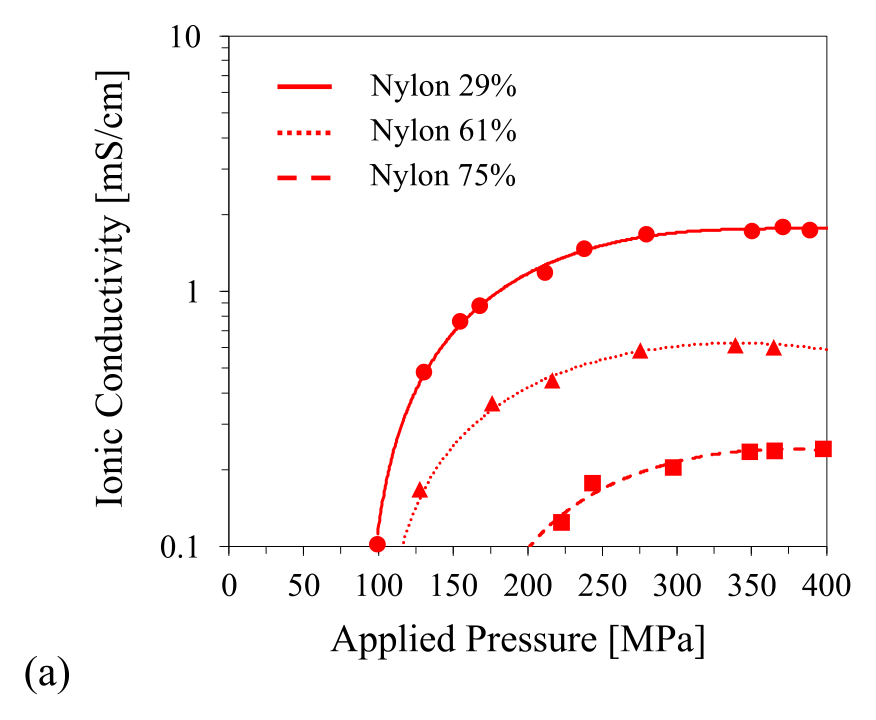 10
1
0.1
Ionic Conductivity [mS/cm]
Nylon 29%
Nylon 61%
Nylon 75%
0 50 100 150 200 250 300 350 400
Applied Pressure [MPa]
(a)